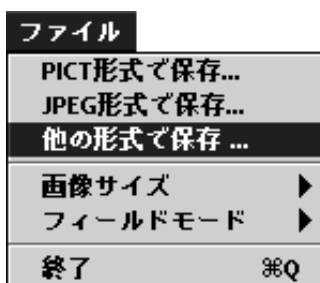 ファイル
PICT形式で保存...
JPEG形式で保存...
他の形式で保存 ...
画像サイズ
フィールドモード
終了 ⌘Q